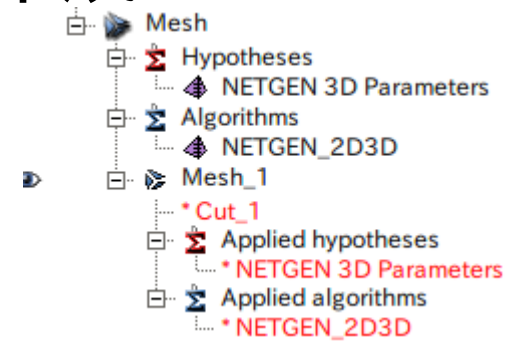 Mesh
Hypotheses
NETGEN 3D Parameters
Algorithms
NETGEN_2D3D
Mesh_1
* Cut_1
Applied hypotheses
* NETGEN 3D Parameters
Applied algorithms
* NETGEN_2D3D